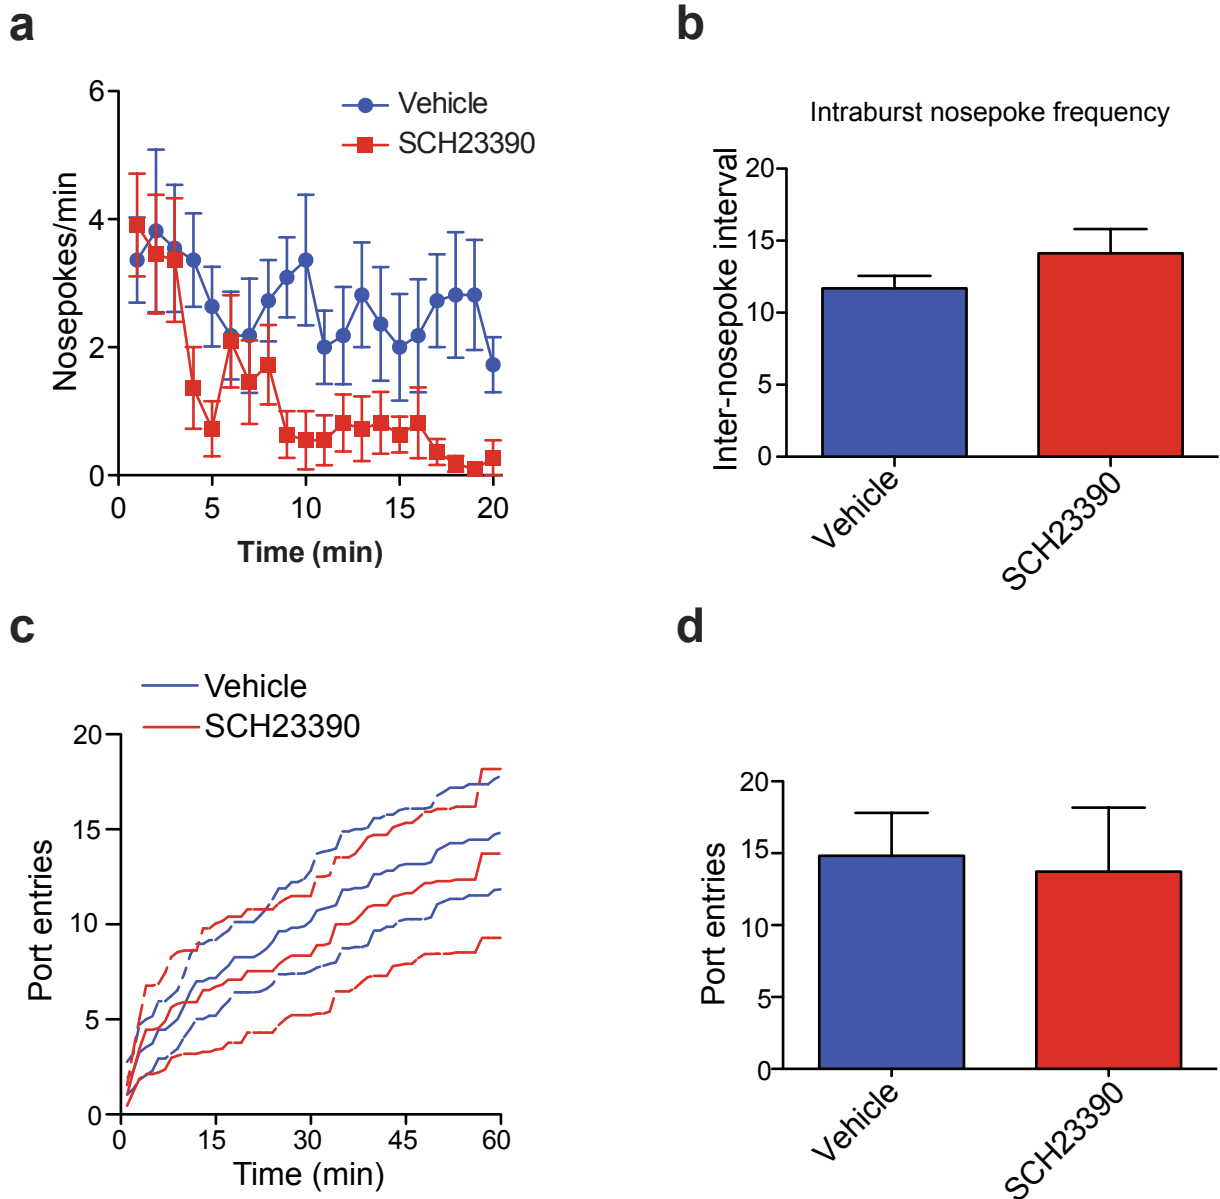 a
6
4
2
0
Nosepokes/min
Vehicle
SCH23390
0 5 10 15 20
Time (min)
b
Intraburst nosepoke frequency
20
15
10
5
0
Inter-nosepoke interval
Vehicle
SCH23390
c
Vehicle
SCH23390
20
15
10
5
0
Port entries
0 15 30 45 60
Time (min)
d
20
15
10
5
0
Port entries
Vehicle
SCH23390